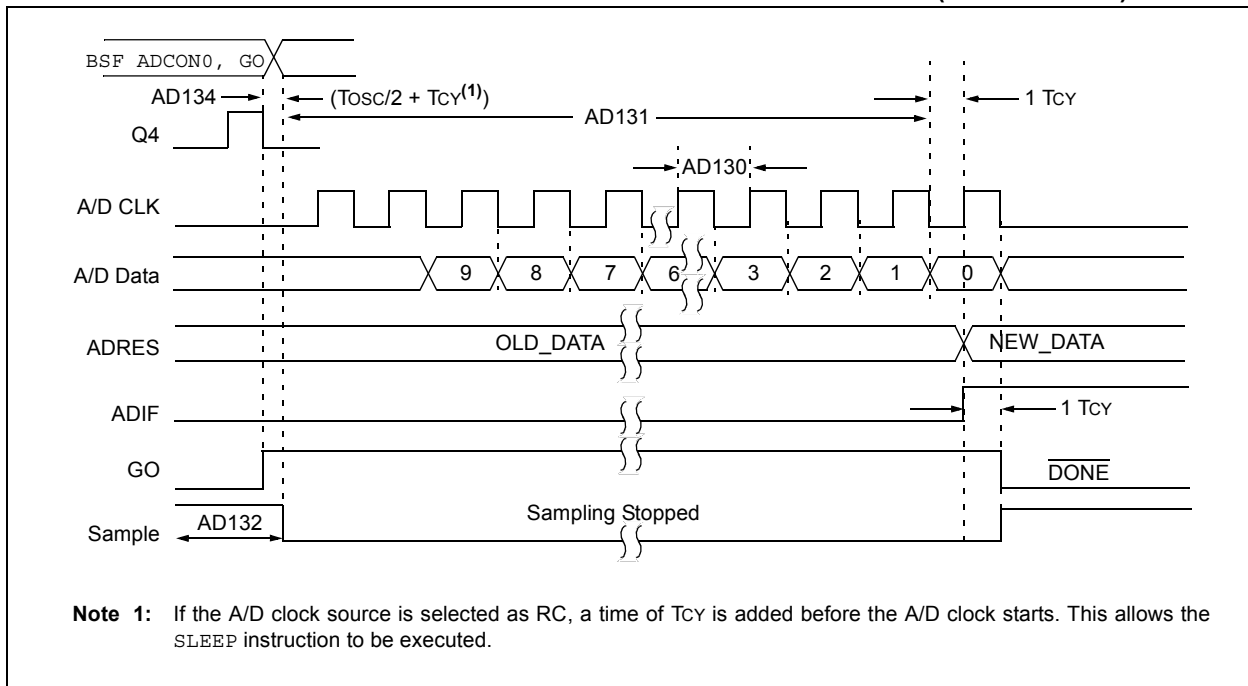 BSF ADCON0, GO
AD134
(TOSC/2 + TCY(1))
1 TCY
AD131
Q4
AD130
A/D CLK
A/D Data
9
8
7
6
3
2
1
0
ADRES
OLD_DATA
NEW_DATA
ADIF
1 TCY
GO
DONE
Sample
AD132
Sampling Stopped
Note 1: If the A/D clock source is selected as RC, a time of TCY is added before the A/D clock starts. This allows the
SLEEP instruction to be executed.